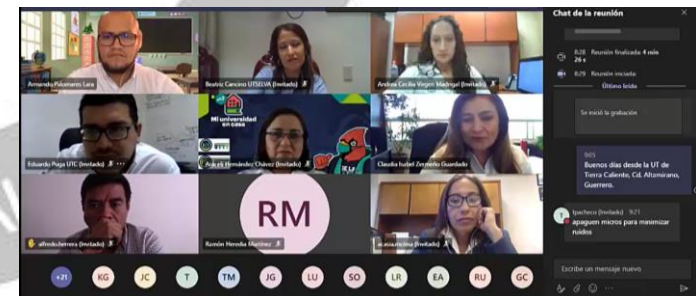 Chat de la reunión
8:28 Reunión finalizada: 4 min
26 s
8:29 Reunión iniciada
Última leída
Se inició la grabación
9:05
Buenos días desde la UT de
Tierra Caliente, Cd. Altamirano,
Guerrero.
tpacheco (Invitado) 9:21
apaguen micros para minimizar
ruidos
Escribe un mensaje nuevo
Armando Palomares Lara
Beatriz Cancino UTSELVA (Invitado)
Andrea Cecilia Virgen Madrigal (Invitado)
Mi universidad
en casa
Eduardo Puga UTC (Invitado)
Araceli Hernández Chávez (Invitado)
Claudia Isabel Zermeño Guardado
RM
alfredo.herrera (Invitado)
Ramón Heredia Martínez
+21
KG
JC
T
TM
JG
LU
SO
LR
EA
RU
GC